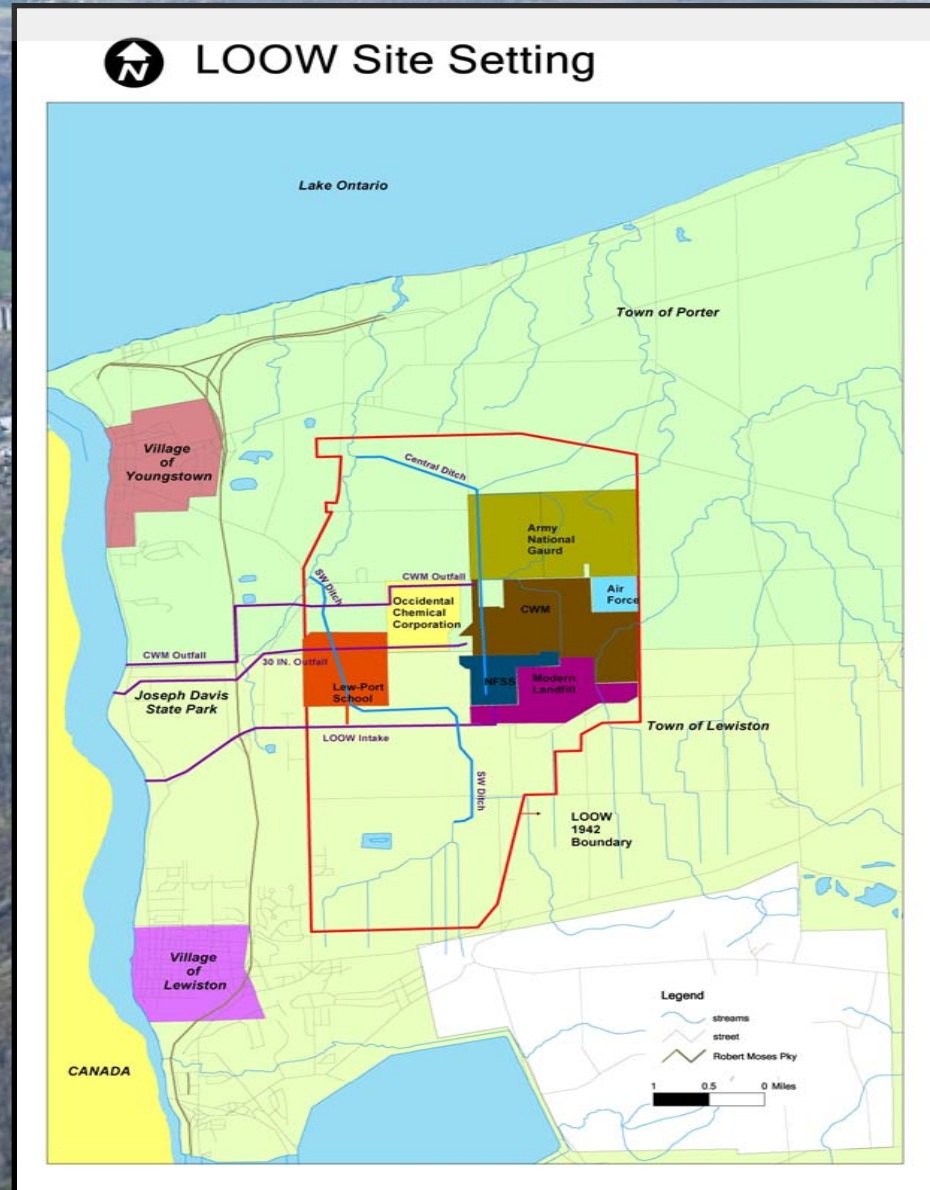 N
LOOW Site Setting
Lake Ontario
Town of Porter
Village
of
Youngstown
Central Ditch
Army
National
Gaurd
SW Ditch
CWM Outfall
Occidental
Chemical
Corporation
CWM
Air
Force
CWM Outfall
30 IN. Outfall
Lew-Port
School
NFSS
Modern
Landfill
Joseph Davis
State Park
Town of Lewiston
LOOW Intake
SW Ditch
LOOW
1942
Boundary
Village
of
Lewiston
CANADA
Legend
streams
street
Robert Moses Pky
1 0.5 0 Miles